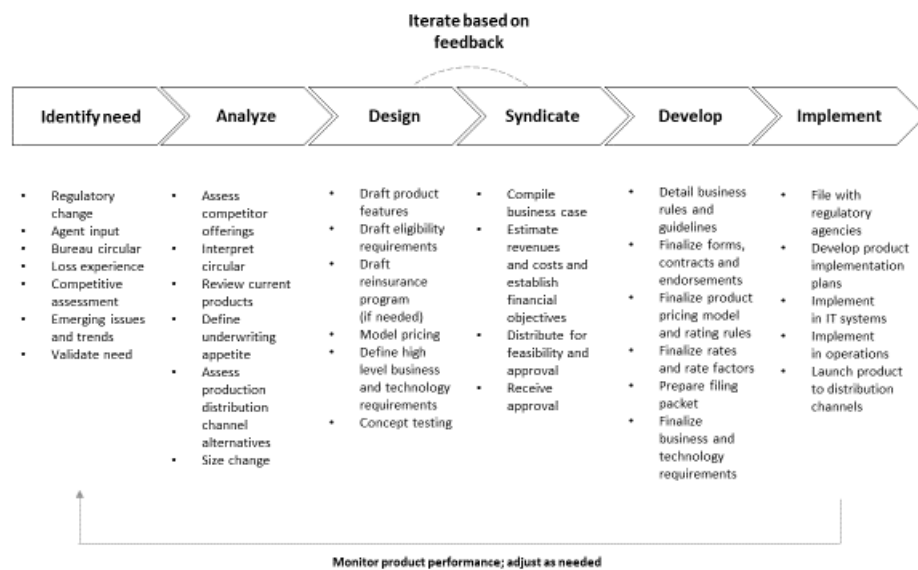 Iterate based on
feedback
Identify need
Analyze
Design
Syndicate
Develop
Implement
• Regulatory
change
• Agent input
• Bureau circular
• Loss experience
• Competitive
assessment
• Emerging issues
and trends
• Validate need
• Assess
competitor
offerings
• Interpret
circular
• Review current
products
• Define
underwriting
appetite
• Assess
production
distribution
channel
alternatives
• Size change
• Draft product
features
• Draft eligibility
requirements
• Draft
reinsurance
program
(if needed)
• Model pricing
• Define high
level business
and technology
requirements
• Concept testing
• Compile
business case
• Estimate
revenues
and costs and
establish
financial
objectives
• Distribute for
feasibility and
approval
• Receive
approval
• Detail business
rules and
guidelines
• Finalize forms,
contracts and
endorsements
• Finalize product
pricing model
and rating rules
• Finalize rates
and rate factors
• Prepare filing
packet
• Finalize
business and
technology
requirements
• File with
regulatory
agencies
• Develop product
implementation
plans
• Implement
in IT systems
• Implement
in operations
• Launch product
to distribution
channels
Monitor product performance; adjust as needed